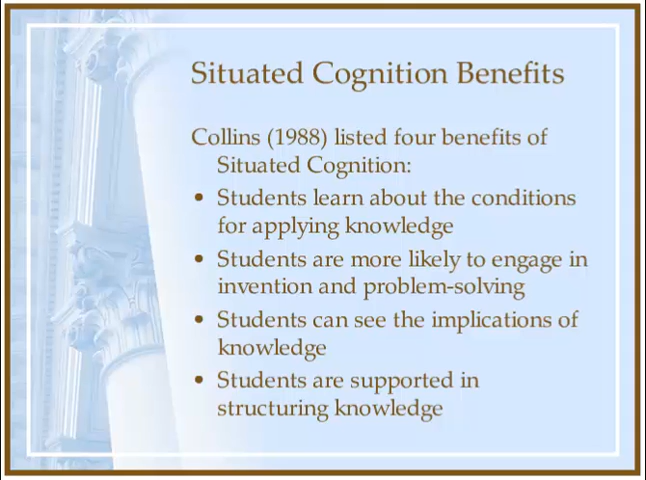 Situated Cognition Benefits
Collins (1988) listed four benefits of
Situated Cognition:
• Students learn about the conditions
for applying knowledge
• Students are more likely to engage in
invention and problem-solving
• Students can see the implications of
knowledge
• Students are supported in
structuring knowledge